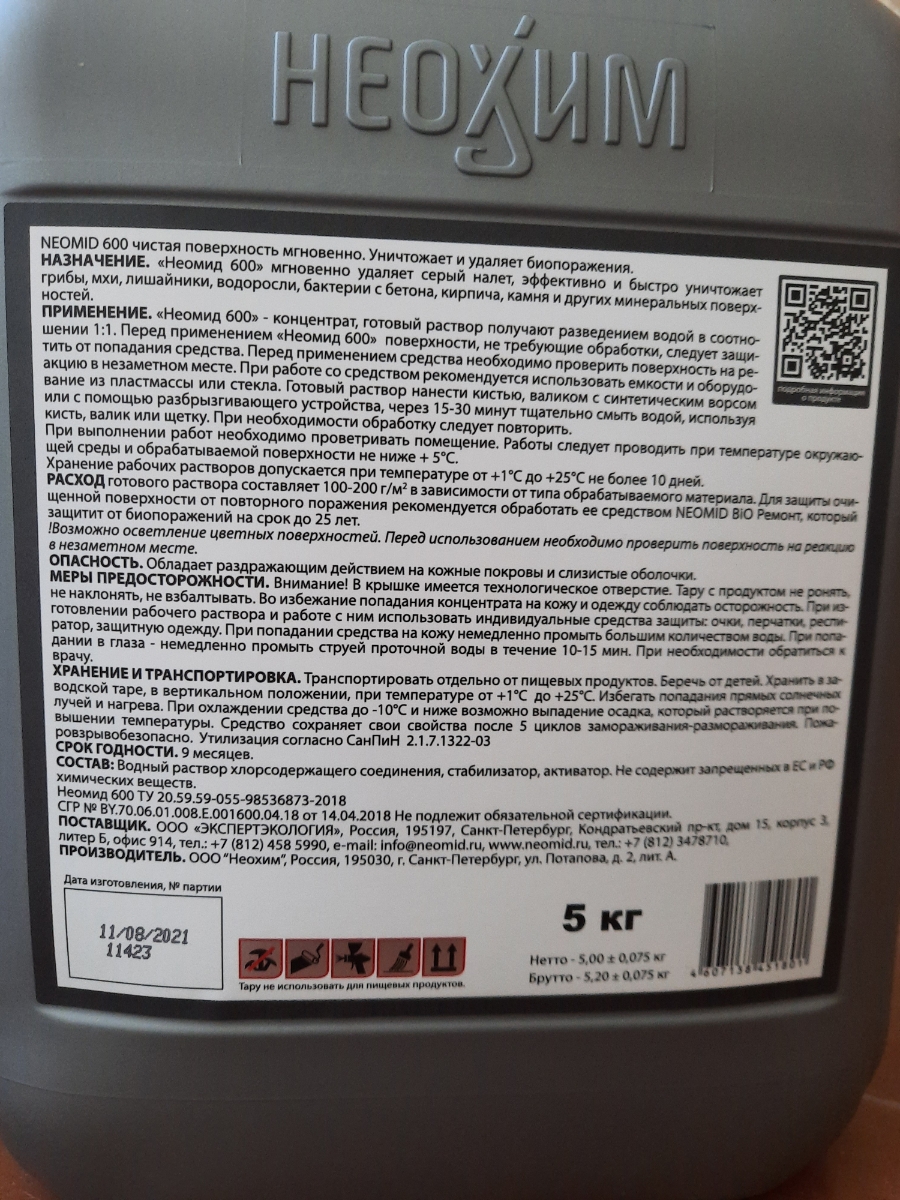 НЕОХИМ
NEOMID 600 чистая поверхность мгновенно. Уничтожает и удаляет биопоражения.
НАЗНАЧЕНИЕ. «Неомид 600» мгновенно удаляет серый налет, эффективно и быстро уничтожает
грибы, мхи, лишайники, водоросли, бактерии с бетона, кирпича, камня и других минеральных поверх-
ностей.
ПРИМЕНЕНИЕ. «Неомид 600» - концентрат, готовый раствор получают разведением водой в соотно-
шении 1:1. Перед применением «Неомид 600» поверхности, не требующие обработки, следует защи-
тить от попадания средства. Перед применением средства необходимо проверить поверхность на ре-
акцию в незаметном месте. При работе со средством рекомендуется использовать емкости и оборудо-
вание из пластмассы или стекла. Готовый раствор нанести кистью, валиком с синтетическим ворсом
или с помощью разбрызгивающего устройства, через 15-30 минут тщательно смыть водой, используя
кисть, валик или щетку. При необходимости обработку следует повторить.
При выполнении работ необходимо проветривать помещение. Работы следует проводить при температуре окружаю-
щей среды и обрабатываемой поверхности не ниже + 5°С.
Хранение рабочих растворов допускается при температуре от +1°С до +25°С не более 10 дней.
РАСХОД готового раствора составляет 100-200 г/м² в зависимости от типа обрабатываемого материала. Для защиты очи-
щенной поверхности от повторного поражения рекомендуется обработать ее средством NEOMID BiO Ремонт, который
защитит от биопоражений на срок до 25 лет.
!Возможно осветление цветных поверхностей. Перед использованием необходимо проверить поверхность на реакцию
в незаметном месте.
ОПАСНОСТЬ. Обладает раздражающим действием на кожные покровы и слизистые оболочки.
МЕРЫ ПРЕДОСТОРОЖНОСТИ. Внимание! В крышке имеется технологическое отверстие. Тару с продуктом не ронять,
не наклонять, не взбалтывать. Во избежание попадания концентрата на кожу и одежду соблюдать осторожность. При из-
готовлении рабочего раствора и работе с ним использовать индивидуальные средства защиты: очки, перчатки, респи-
ратор, защитную одежду. При попадании средства на кожу немедленно промыть большим количеством воды. При попа-
дании в глаза - немедленно промыть струей проточной воды в течение 10-15 мин. При необходимости обратиться к
врачу.
ХРАНЕНИЕ И ТРАНСПОРТИРОВКА. Транспортировать отдельно от пищевых продуктов. Беречь от детей. Хранить в за-
водской таре, в вертикальном положении, при температуре от +1°С до +25°С. Избегать попадания прямых солнечных
лучей и нагрева. При охлаждении средства до -10°С и ниже возможно выпадение осадка, который растворяется при по-
вышении температуры. Средство сохраняет свои свойства после 5 циклов замораживания-размораживания. Пожа-
ровзрывобезопасно. Утилизация согласно СанПиН 2.1.7.1322-03
СРОК ГОДНОСТИ. 9 месяцев.
СОСТАВ: Водный раствор хлорсодержащего соединения, стабилизатор, активатор. Не содержит запрещенных в ЕС и РФ
химических веществ.
Неомид 600 ТУ 20.59.59-055-98536873-2018
СГР № BY.70.06.01.008.Е.001600.04.18 от 14.04.2018 Не подлежит обязательной сертификации.
ПОСТАВЩИК. ООО «ЭКСПЕРТЭКОЛОГИЯ», Россия, 195197, Санкт-Петербург, Кондратьевский пр-кт, дом 15, корпус 3,
литер Б, офис 914, тел.: +7 (812) 458 5990, e-mail: info@neomid.ru, www.neomid.ru, тел.: +7 (812) 3478710,
ПРОИЗВОДИТЕЛЬ. ООО "Неохим", Россия, 195030, г. Санкт-Петербург, ул. Потапова, д. 2, лит. А.
подробная информация
о продукте
Дата изготовления, № партии
11/08/2021
11423
Тару не использовать для пищевых продуктов.
5 кг
Нетто - 5,00 ± 0,075 кг
Брутто - 5,20 ± 0,075 кг
4 607138 451801